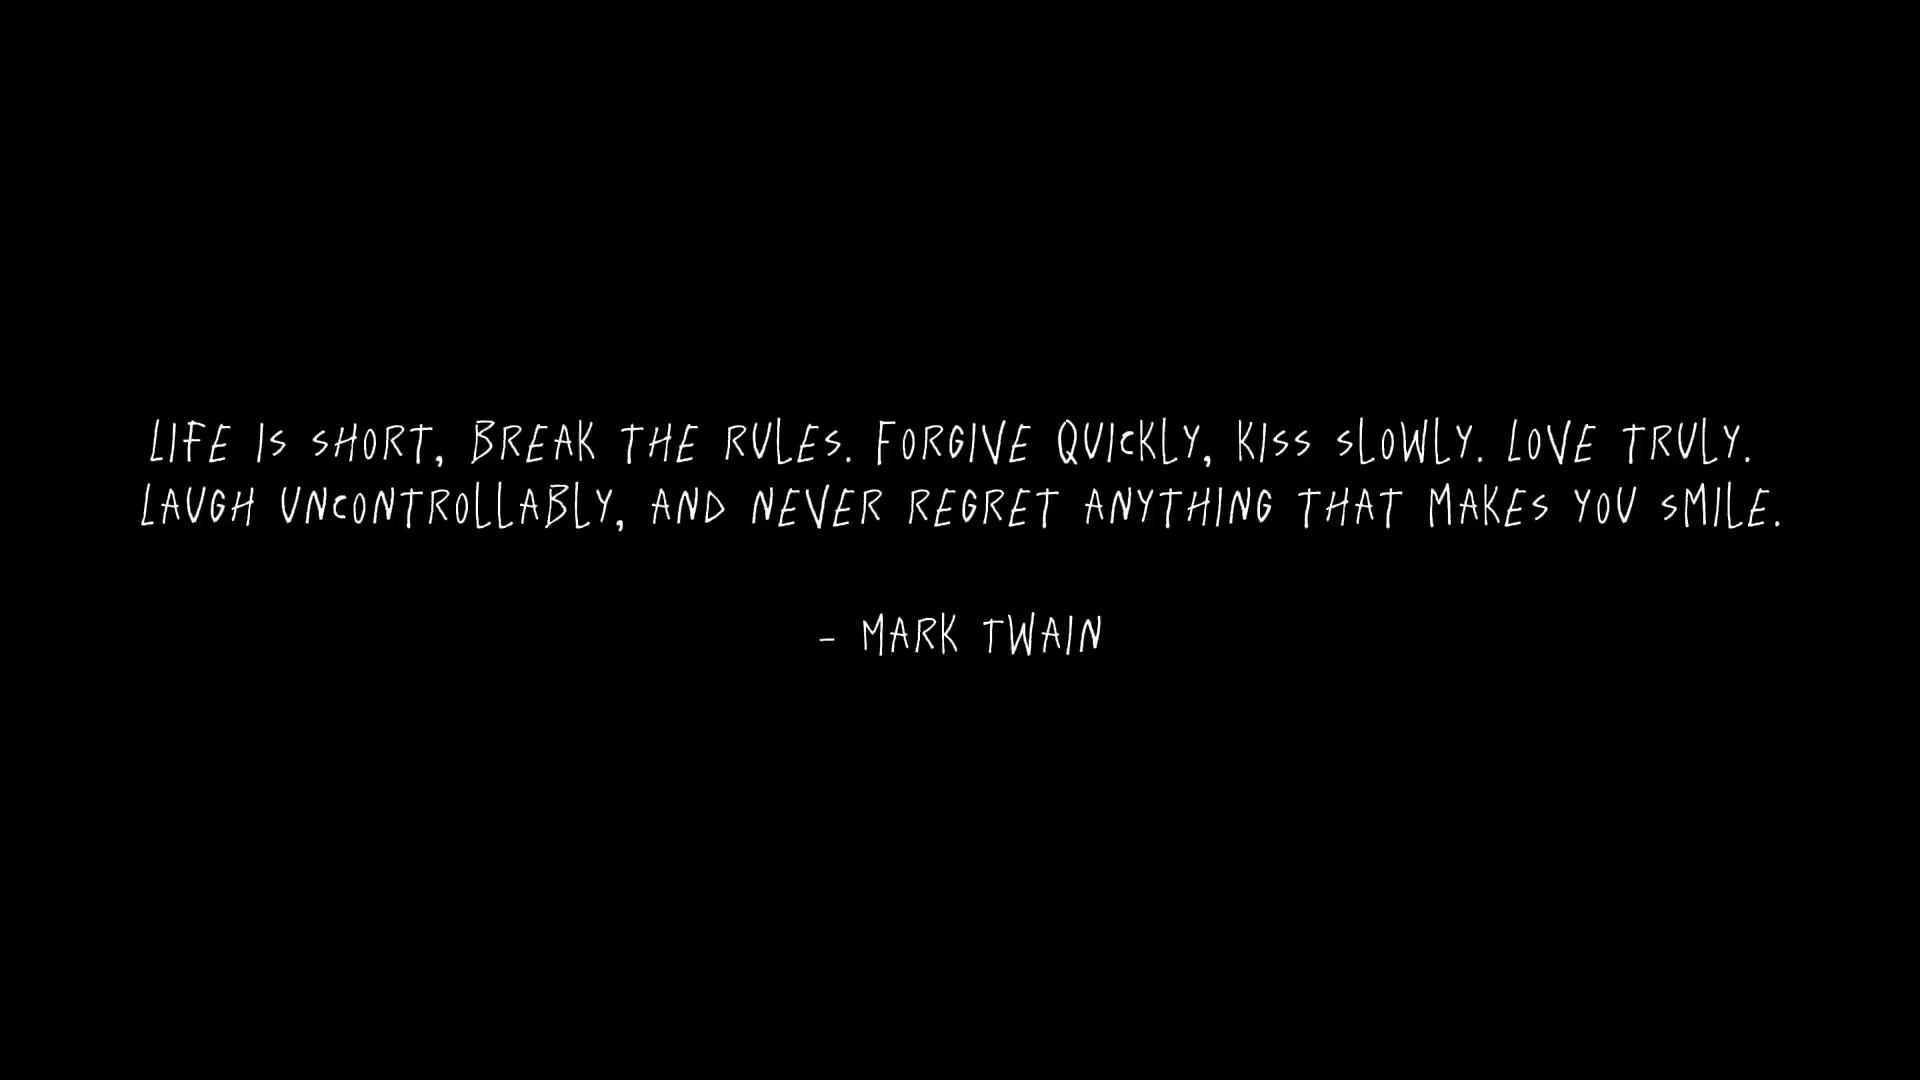 LIFE IS SHORT, BREAK THE RULES. FORGIVE QUICKLY, KISS SLOWLY. LOVE TRULY.
LAUGH UNCONTROLLABLY, AND NEVER REGRET ANYTHING THAT MAKES YOU SMILE.
- MARK TWAIN